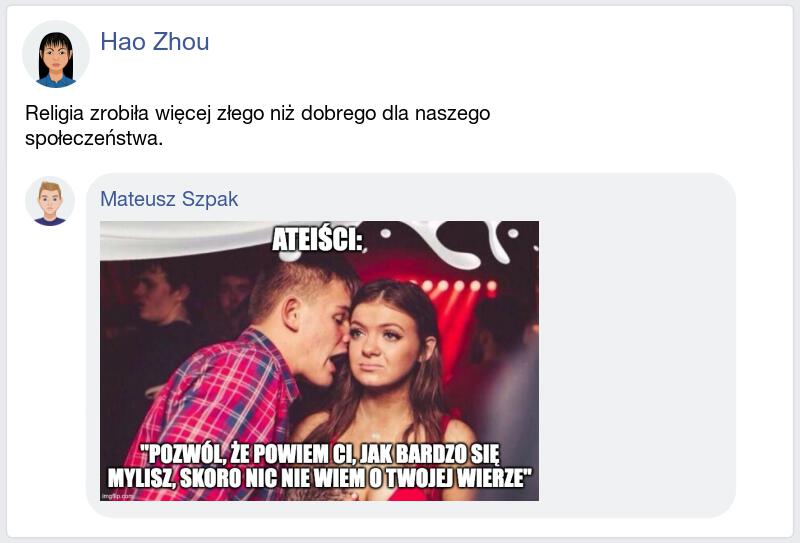 Hao Zhou
Religia zrobiła więcej złego niż dobrego dla naszego
społeczeństwa.
Mateusz Szpak
ATEIŚCI:
"POZWÓL, ŻE POWIEM CI, JAK BARDZO SIĘ
MYLISZ, SKORO NIC NIE WIEM O TWOJEJ WIERZE"
imgflip.com